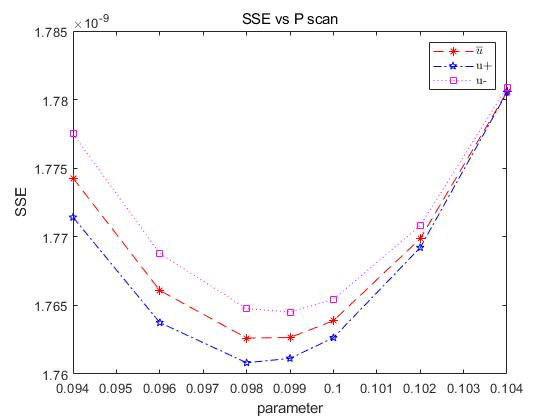 SSE vs P scan
×10⁻⁹
1.785
1.78
1.775
1.77
1.765
1.76
SSE
0.094 0.095 0.096 0.097 0.098 0.099 0.1 0.101 0.102 0.103 0.104
parameter
u̅
u+
u-